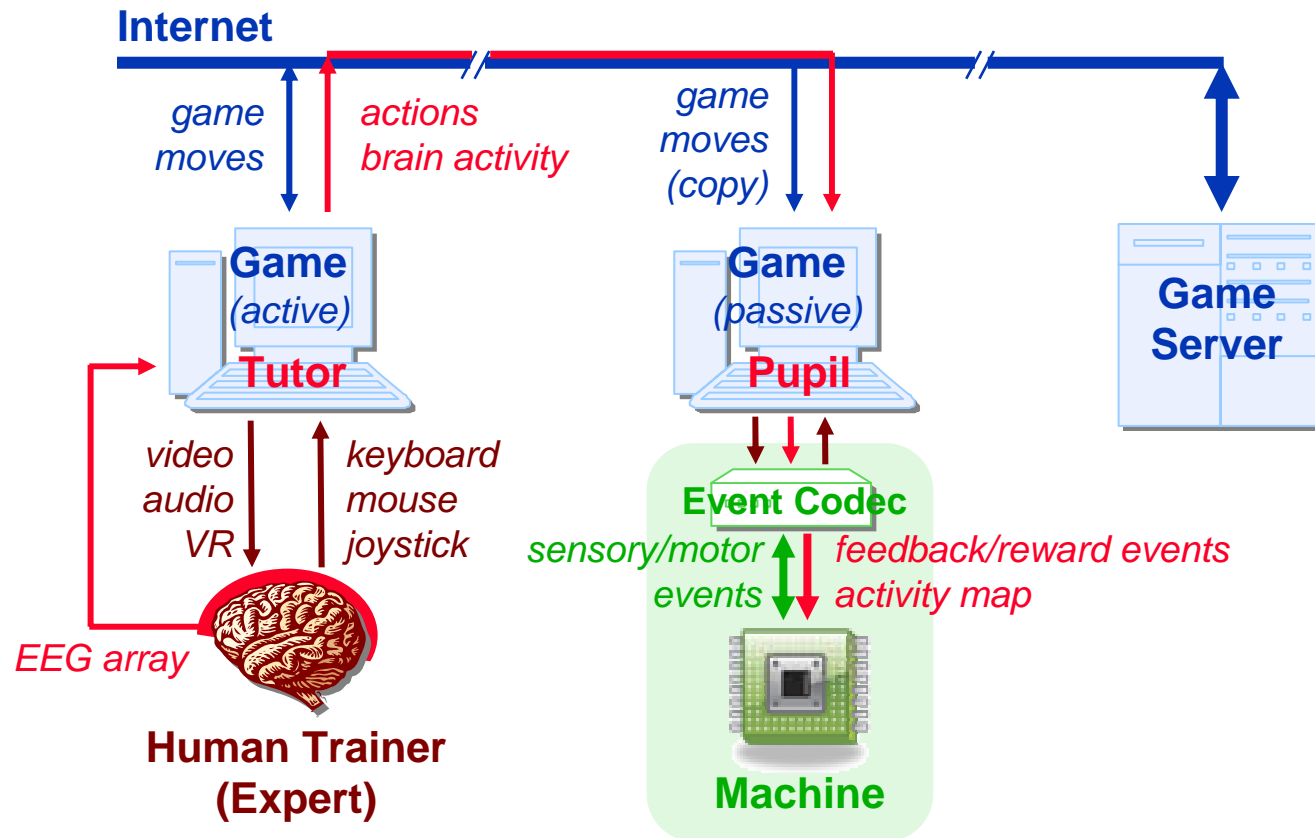 Internet
game
moves
actions
brain activity
game
moves
(copy)
Game
(active)
Tutor
Game
(passive)
Pupil
Game
Server
video
audio
VR
keyboard
mouse
joystick
Event Codec
sensory/motor
events
feedback/reward events
activity map
EEG array
Human Trainer
(Expert)
Machine